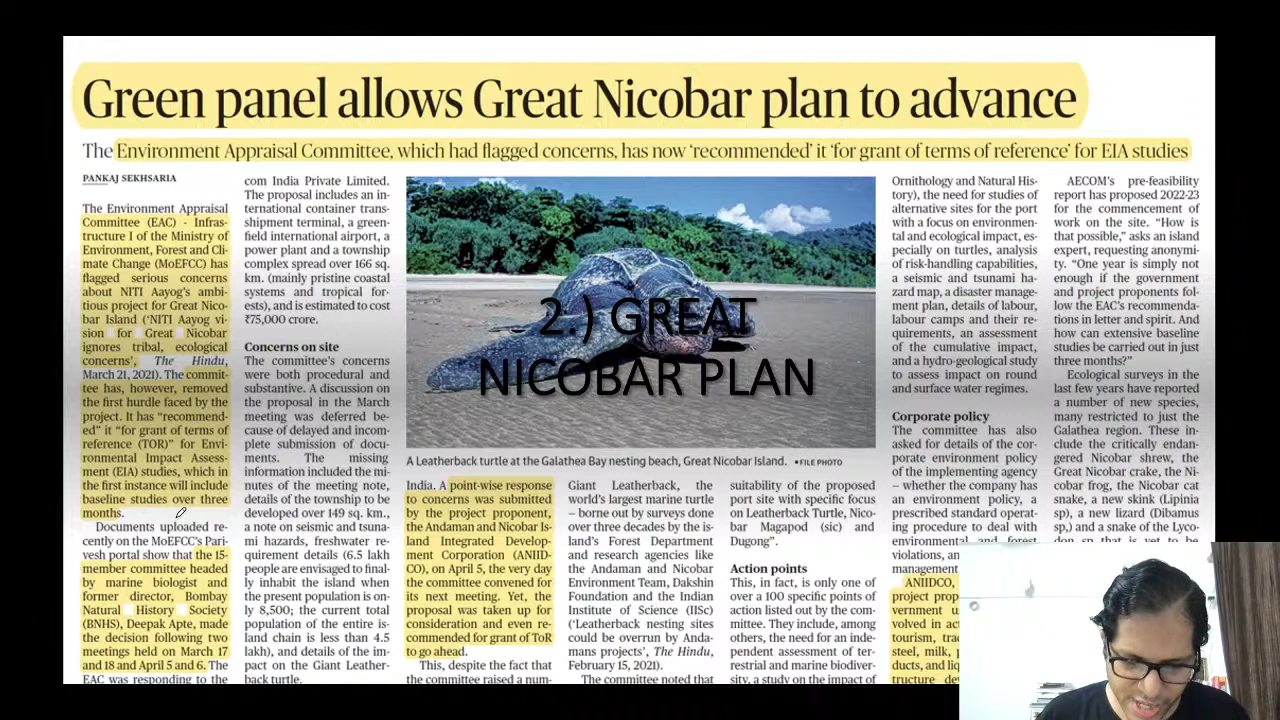 Green panel allows Great Nicobar plan to advance
The Environment Appraisal Committee, which had flagged concerns, has now ‘recommended’ it ‘for grant of terms of reference’ for EIA studies
PANKAJ SEKHSARIA
The Environment Appraisal
Committee (EAC) - Infras-
tructure I of the Ministry of
Environment, Forest and Cli-
mate Change (MoEFCC) has
flagged serious concerns
about NITI Aayog's ambi-
tious project for Great Nico-
bar Island (‘NITI Aayog vi-
sion for Great Nicobar
ignores tribal, ecological
concerns’, The Hindu,
March 21, 2021). The commit-
tee has, however, removed
the first hurdle faced by the
project. It has “recommend-
ed” it “for grant of terms of
reference (TOR)” for Envi-
ronmental Impact Assess-
ment (EIA) studies, which in
the first instance will include
baseline studies over three
months.
Documents uploaded re-
cently on the MoEFCC's Pari-
vesh portal show that the 15-
member committee headed
by marine biologist and
former director, Bombay
Natural History Society
(BNHS), Deepak Apte, made
the decision following two
meetings held on March 17
and 18 and April 5 and 6. The
EAC was responding to the
com India Private Limited.
The proposal includes an in-
ternational container trans-
shipment terminal, a green-
field international airport, a
power plant and a township
complex spread over 166 sq.
km. (mainly pristine coastal
systems and tropical for-
ests), and is estimated to cost
₹75,000 crore.
Concerns on site
The committee's concerns
were both procedural and
substantive. A discussion on
the proposal in the March
meeting was deferred be-
cause of delayed and incom-
plete submission of docu-
ments. The missing
information included the mi-
nutes of the meeting note,
details of the township to be
developed over 149 sq. km.,
a note on seismic and tsuna-
mi hazards, freshwater re-
quirement details (6.5 lakh
people are envisaged to final-
ly inhabit the island when
the present population is on-
ly 8,500; the current total
population of the entire is-
land chain is less than 4.5
lakh), and details of the im-
pact on the Giant Leather-
back turtle.
2.) GREAT
NICOBAR PLAN
A Leatherback turtle at the Galathea Bay nesting beach, Great Nicobar Island. •FILE PHOTO
India. A point-wise response
to concerns was submitted
by the project proponent,
the Andaman and Nicobar Is-
land Integrated Develop-
ment Corporation (ANIID-
CO), on April 5, the very day
the committee convened for
its next meeting. Yet, the
proposal was taken up for
consideration and even re-
commended for grant of ToR
to go ahead.
This, despite the fact that
the committee raised a num-
Giant Leatherback, the
world's largest marine turtle
– borne out by surveys done
over three decades by the is-
land's Forest Department
and research agencies like
the Andaman and Nicobar
Environment Team, Dakshin
Foundation and the Indian
Institute of Science (IISc)
(‘Leatherback nesting sites
could be overrun by Anda-
mans projects’, The Hindu,
February 15, 2021).
The committee noted that
suitability of the proposed
port site with specific focus
on Leatherback Turtle, Nico-
bar Magapod (sic) and
Dugong”.
Action points
This, in fact, is only one of
over a 100 specific points of
action listed out by the com-
mittee. They include, among
others, the need for an inde-
pendent assessment of ter-
restrial and marine biodiver-
sity, a study on the impact of
Ornithology and Natural His-
tory), the need for studies of
alternative sites for the port
with a focus on environmen-
tal and ecological impact, es-
pecially on turtles, analysis
of risk-handling capabilities,
a seismic and tsunami ha-
zard map, a disaster manage-
ment plan, details of labour,
labour camps and their re-
quirements, an assessment
of the cumulative impact,
and a hydro-geological study
to assess impact on round
and surface water regimes.
Corporate policy
The committee has also
asked for details of the cor-
porate environment policy
of the implementing agency
– whether the company has
an environment policy, a
prescribed standard operat-
ing procedure to deal with
environmental and forest
violations, an
management
ANIIDCO,
project prop
vernment u
volved in act
tourism, trad
steel, milk, p
ducts, and liq
tructure de
AECOM's pre-feasibility
report has proposed 2022-23
for the commencement of
work on the site. “How is
that possible,” asks an island
expert, requesting anonymi-
ty. “One year is simply not
enough if the government
and project proponents fol-
low the EAC's recommenda-
tions in letter and spirit. And
how can extensive baseline
studies be carried out in just
three months?”
Ecological surveys in the
last few years have reported
a number of new species,
many restricted to just the
Galathea region. These in-
clude the critically endan-
gered Nicobar shrew, the
Great Nicobar crake, the Ni-
cobar frog, the Nicobar cat
snake, a new skink (Lipinia
sp), a new lizard (Dibamus
sp,) and a snake of the Lyco-
don sp that is yet to be